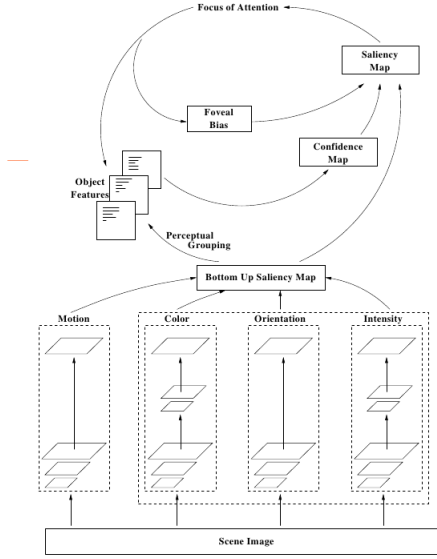 Focus of Attention
Saliency
Map
Foveal
Bias
Confidence
Map
Object
Features
Perceptual
Grouping
Bottom Up Saliency Map
Motion
Color
Orientation
Intensity
Scene Image